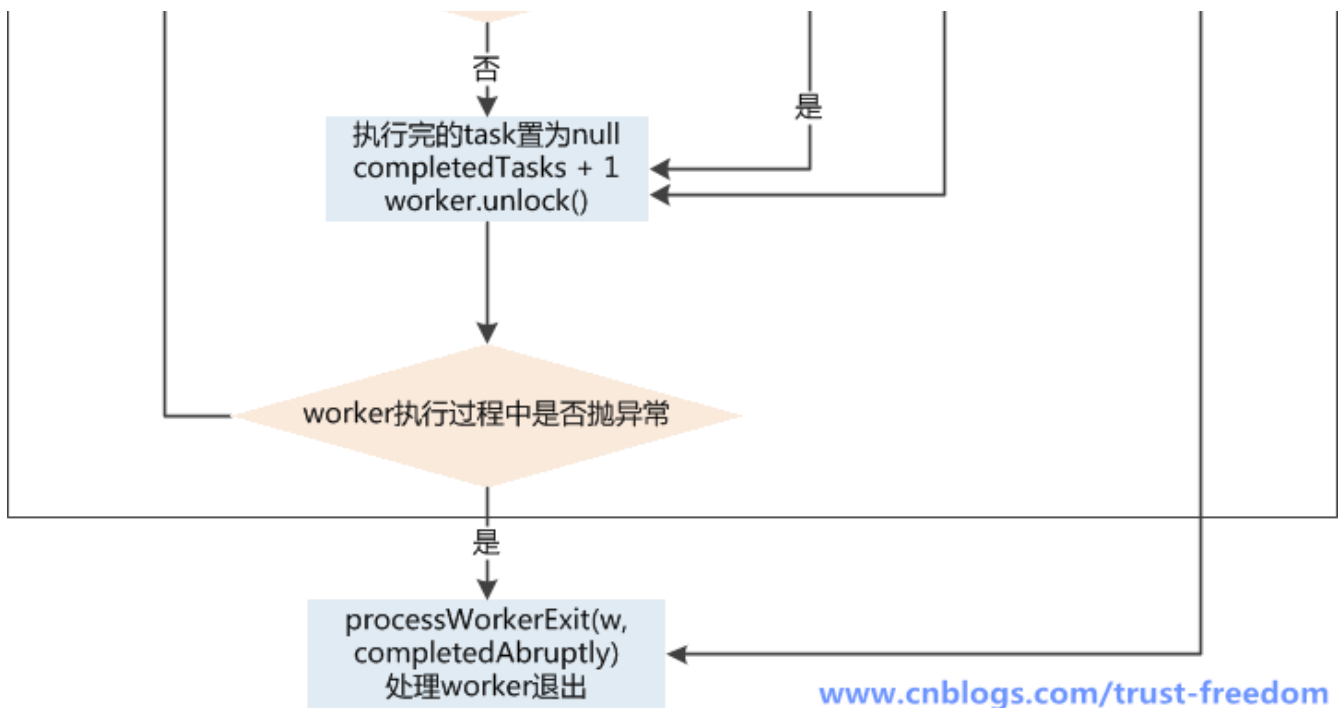 否
是
执行完的task置为null
completedTasks + 1
worker.unlock()
worker执行过程中是否抛异常
是
processWorkerExit(w,
completedAbruptly)
处理worker退出
www.cnblogs.com/trust-freedom